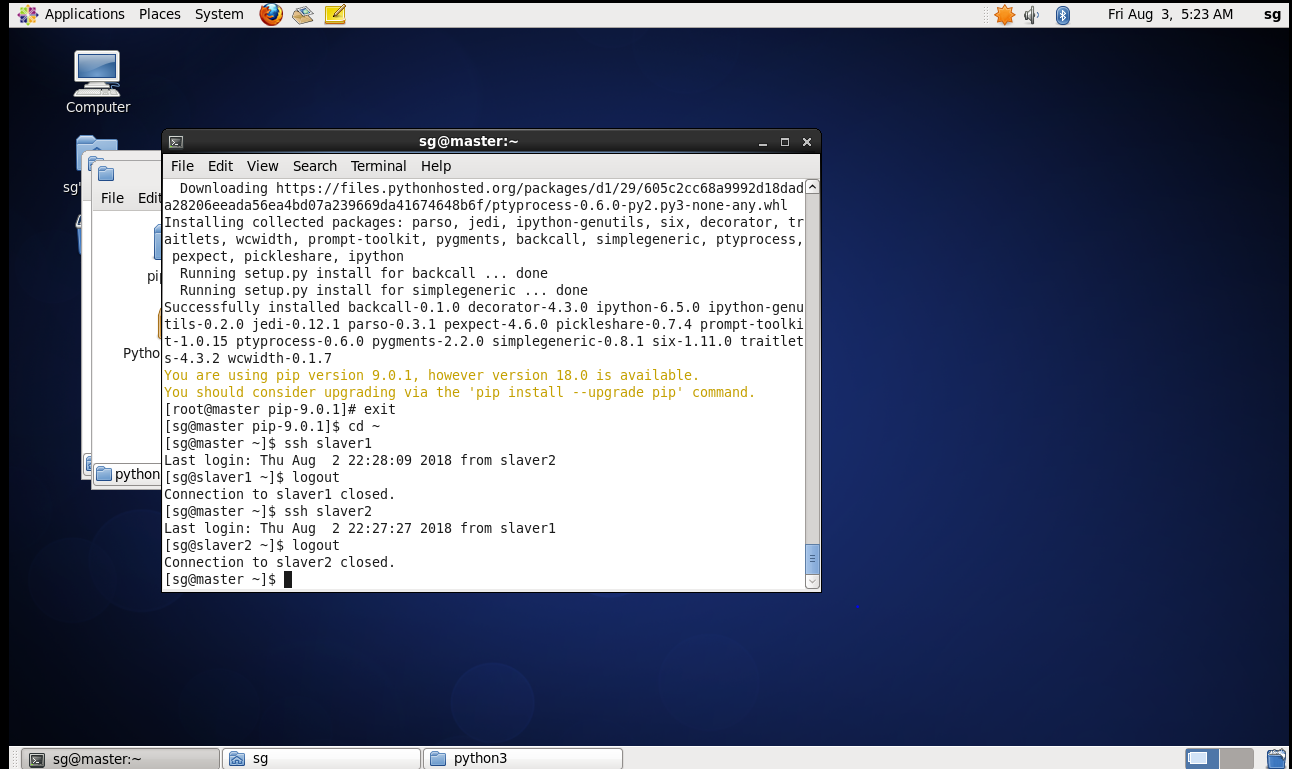 Applications Places System Fri Aug 3, 5:23 AM sg
Computer
sg@master:~
File Edit View Search Terminal Help
File
Downloading https://files.pythonhosted.org/packages/d1/29/605c2cc68a9992d18dad
a28206eeada56ea4bd07a239669da41674648b6f/ptyprocess-0.6.0-py2.py3-none-any.whl
Installing collected packages: parso, jedi, ipython-genutils, six, decorator, tr
aitlets, wcwidth, prompt-toolkit, pygments, backcall, simplegeneric, ptyprocess,
pexpect, pickleshare, ipython
Running setup.py install for backcall ... done
Running setup.py install for simplegeneric ... done
Successfully installed backcall-0.1.0 decorator-4.3.0 ipython-6.5.0 ipython-genu
tils-0.2.0 jedi-0.12.1 parso-0.3.1 pexpect-4.6.0 pickleshare-0.7.4 prompt-toolki
t-1.0.15 ptyprocess-0.6.0 pygments-2.2.0 simplegeneric-0.8.1 six-1.11.0 traitlet
s-4.3.2 wcwidth-0.1.7
You are using pip version 9.0.1, however version 18.0 is available.
You should consider upgrading via the 'pip install --upgrade pip' command.
[root@master pip-9.0.1]# exit
[sg@master pip-9.0.1]$ cd ~
[sg@master ~]$ ssh slaver1
Last login: Thu Aug  2 22:28:09 2018 from slaver2
[sg@slaver1 ~]$ logout
Connection to slaver1 closed.
[sg@master ~]$ ssh slaver2
Last login: Thu Aug  2 22:27:27 2018 from slaver1
[sg@slaver2 ~]$ logout
Connection to slaver2 closed.
[sg@master ~]$
python
sg@master:~ sg python3